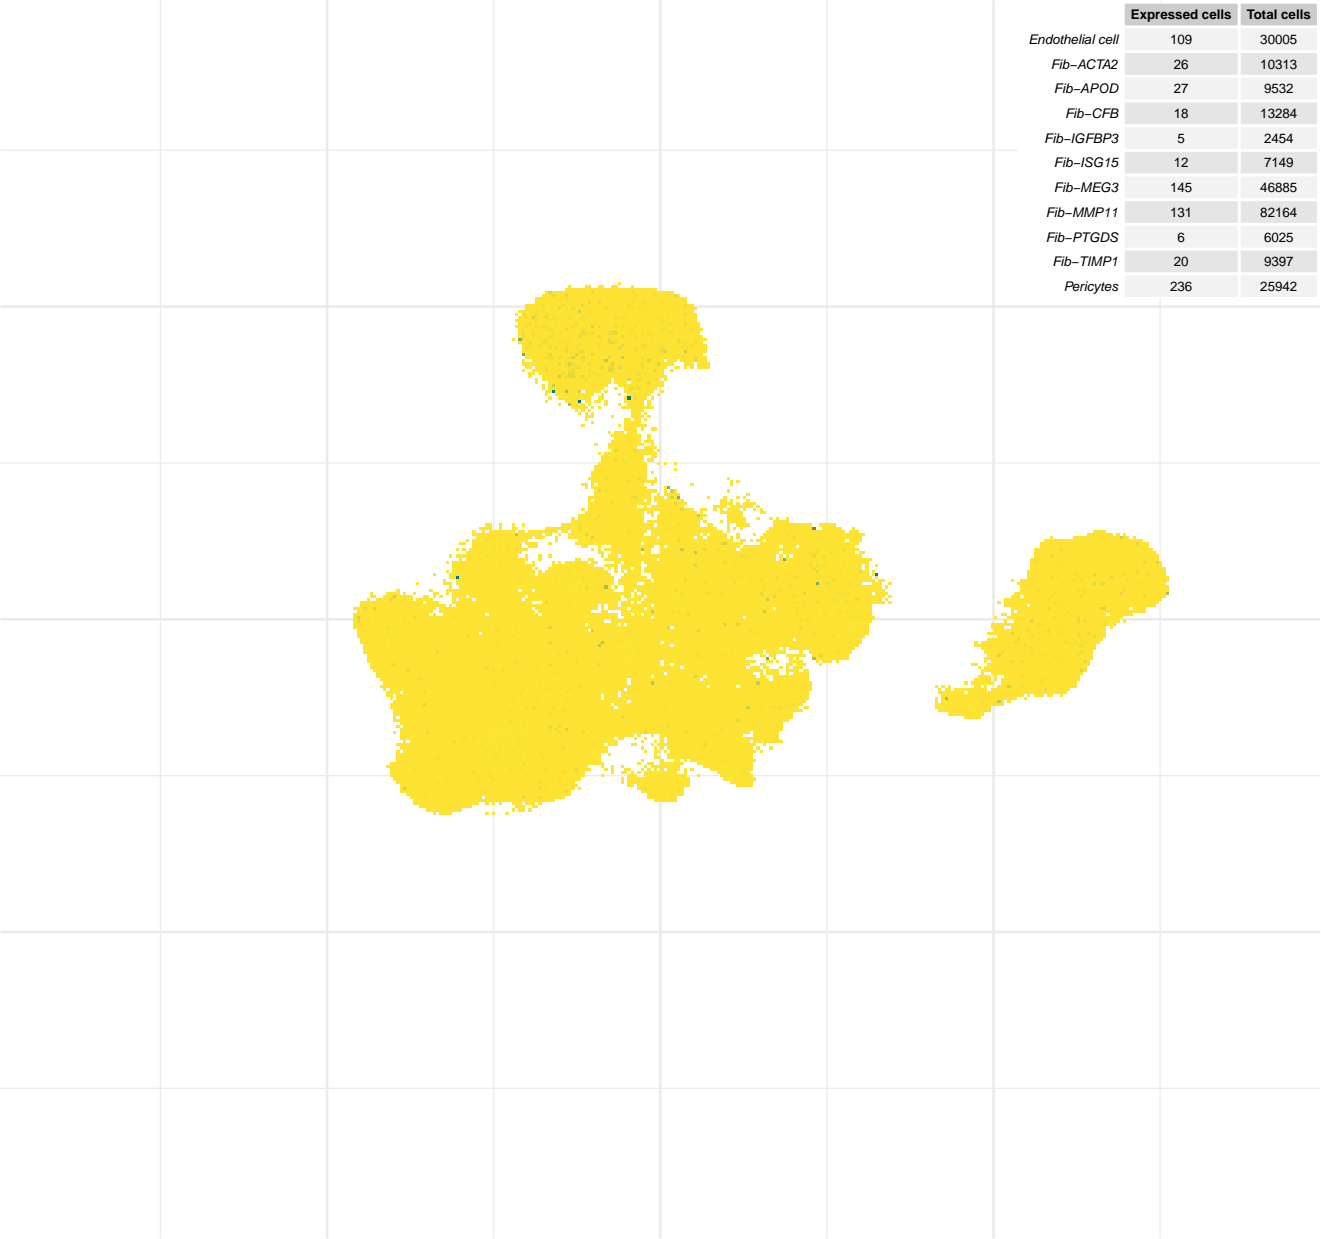 Expressed cells Total cells
Endothelial cell 109 30005
Fib−ACTA2 26 10313
Fib−APOD 27 9532
Fib−CFB 18 13284
Fib−IGFBP3 5 2454
Fib−ISG15 12 7149
Fib−MEG3 145 46885
Fib−MMP11 131 82164
Fib−PTGDS 6 6025
Fib−TIMP1 20 9397
Pericytes 236 25942